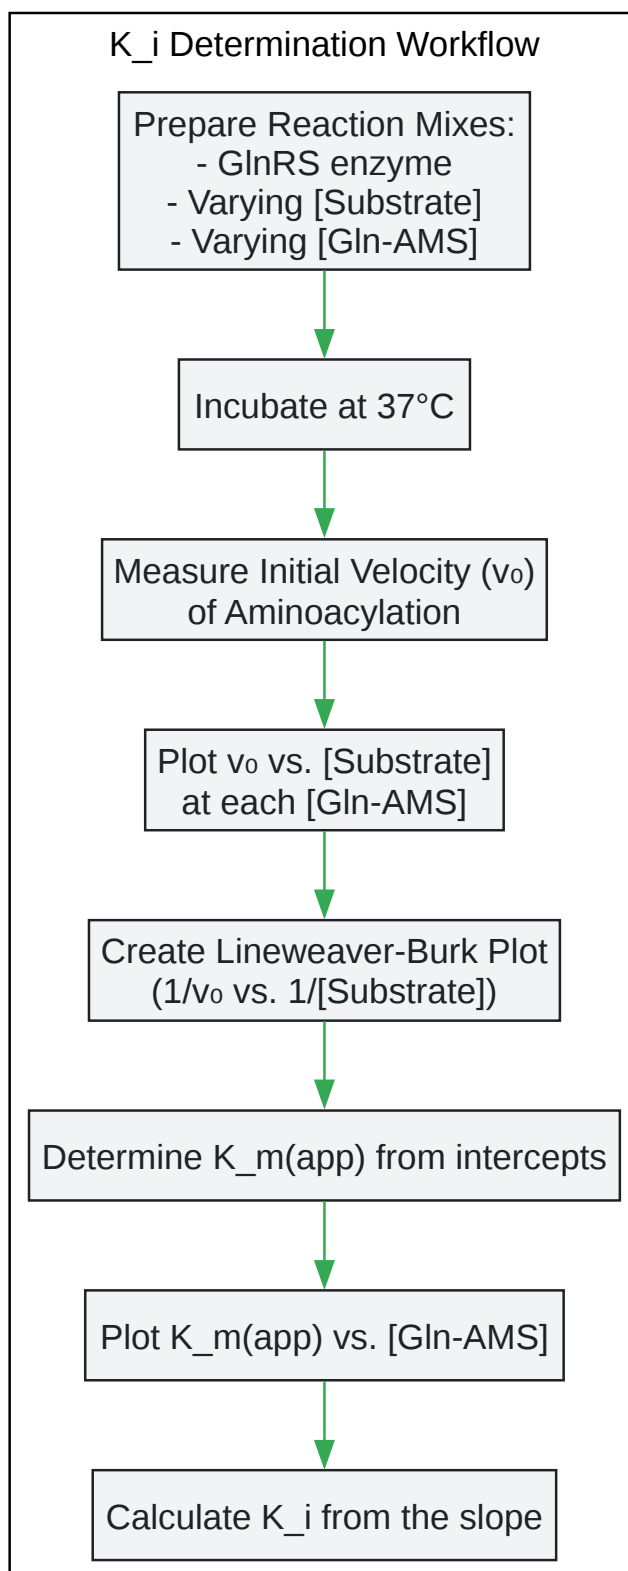 K_i Determination Workflow
Prepare Reaction Mixes:
- GlnRS enzyme
- Varying [Substrate]
- Varying [Gln-AMS]
Incubate at 37°C
Measure Initial Velocity (v₀)
of Aminoacylation
Plot v₀ vs. [Substrate]
at each [Gln-AMS]
Create Lineweaver-Burk Plot
(1/v₀ vs. 1/[Substrate])
Determine K_m(app) from intercepts
Plot K_m(app) vs. [Gln-AMS]
Calculate K_i from the slope